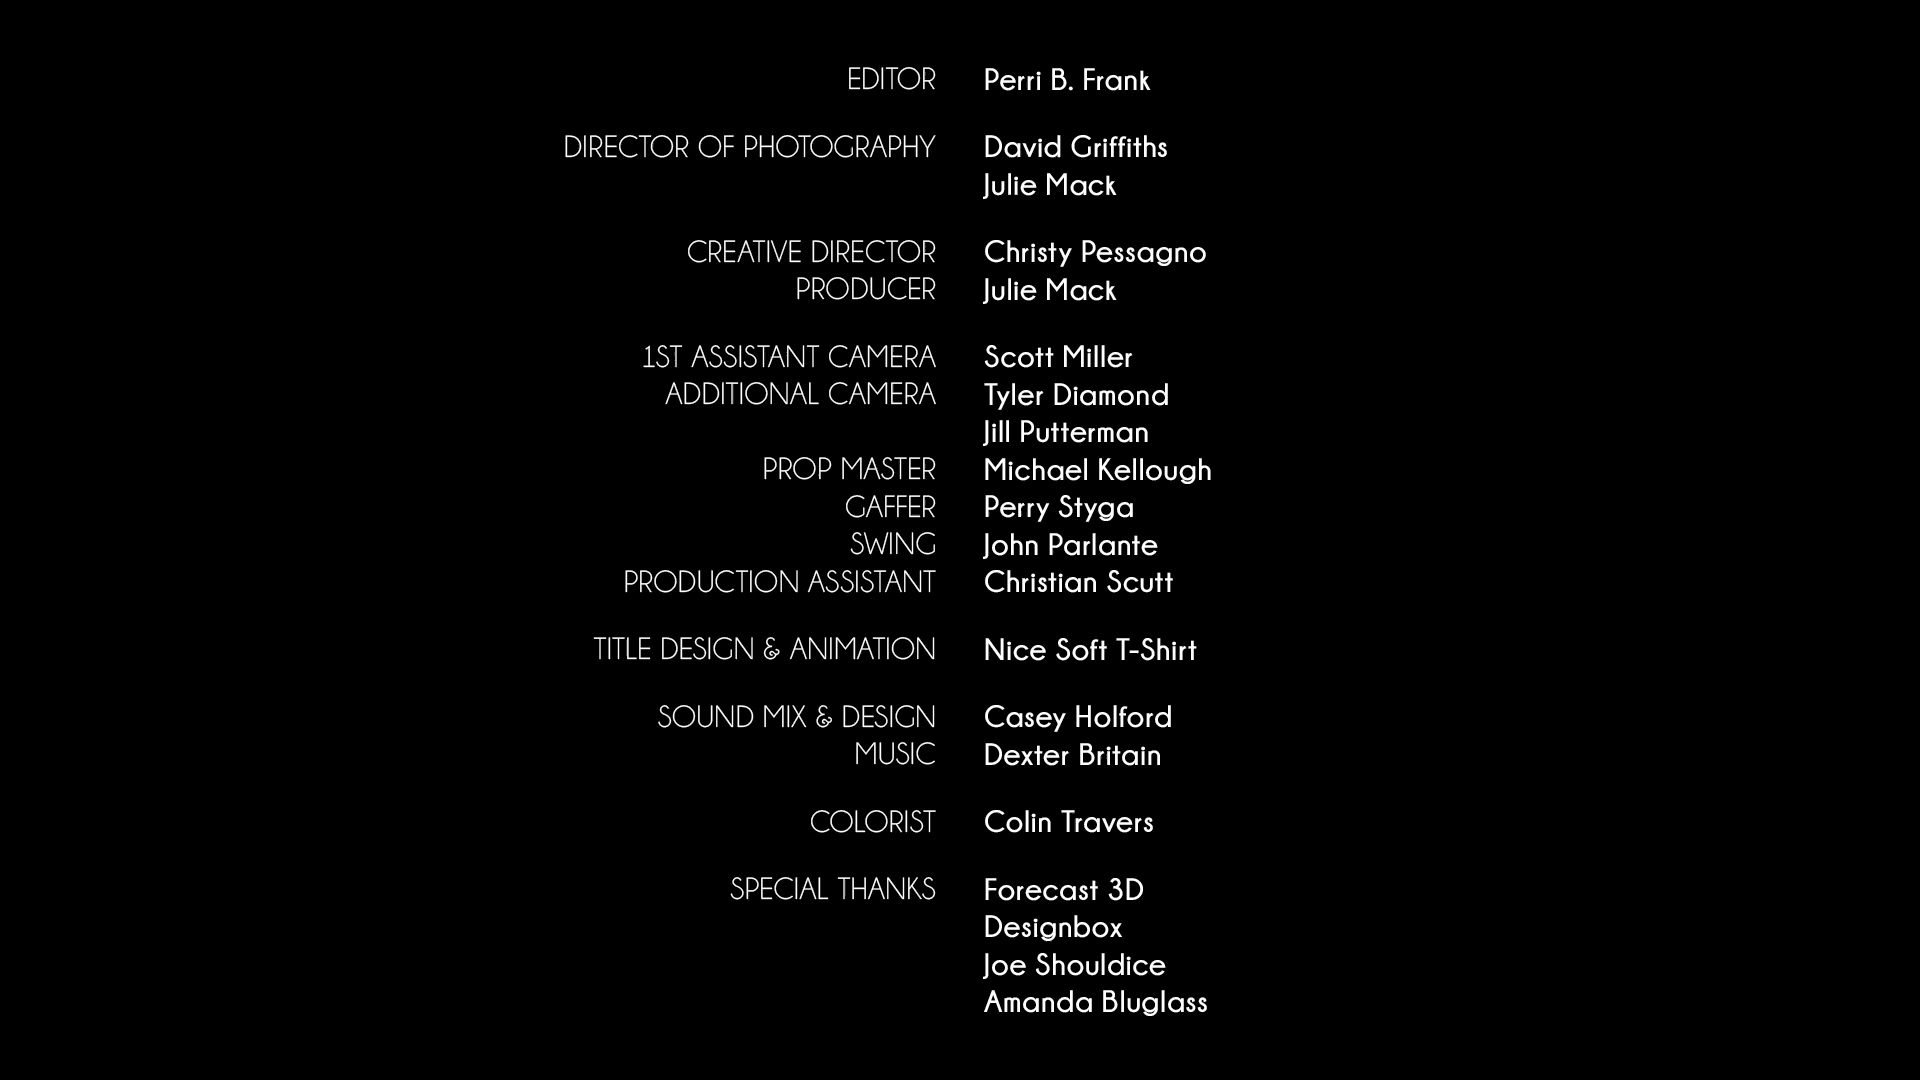 EDITOR Perri B. Frank
DIRECTOR OF PHOTOGRAPHY David Griffiths
Julie Mack
CREATIVE DIRECTOR Christy Pessagno
PRODUCER Julie Mack
1ST ASSISTANT CAMERA Scott Miller
ADDITIONAL CAMERA Tyler Diamond
Jill Putterman
PROP MASTER Michael Kellough
GAFFER Perry Styga
SWING John Parlante
PRODUCTION ASSISTANT Christian Scutt
TITLE DESIGN & ANIMATION Nice Soft T-Shirt
SOUND MIX & DESIGN Casey Holford
MUSIC Dexter Britain
COLORIST Colin Travers
SPECIAL THANKS Forecast 3D
Designbox
Joe Shouldice
Amanda Bluglass